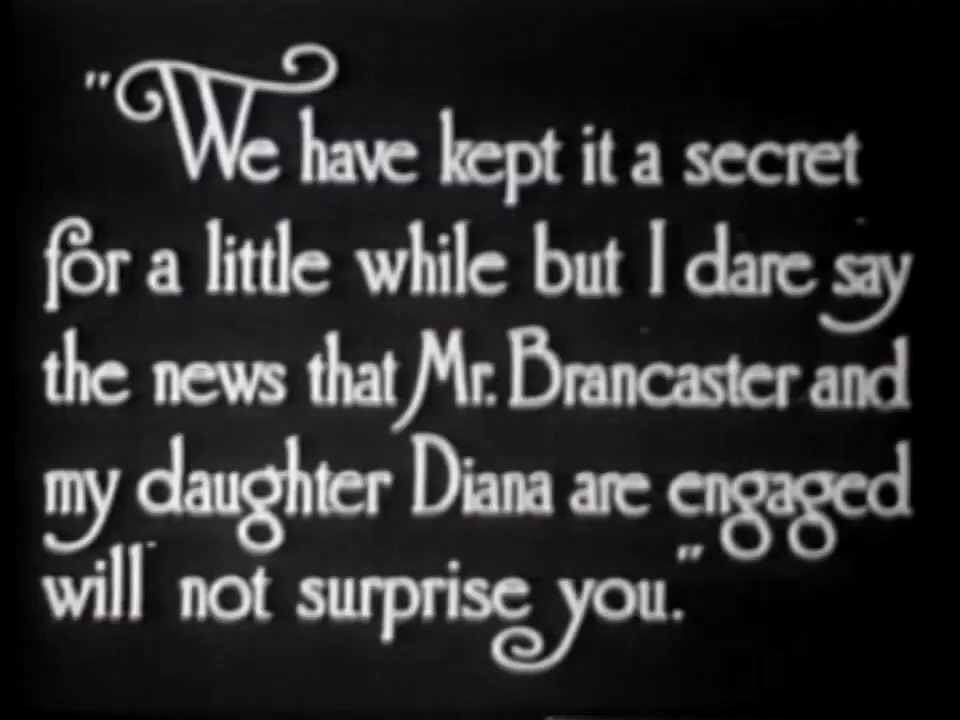 "We have kept it a secret
for a little while but I dare say
the news that Mr. Brancaster and
my daughter Diana are engaged
will not surprise you."